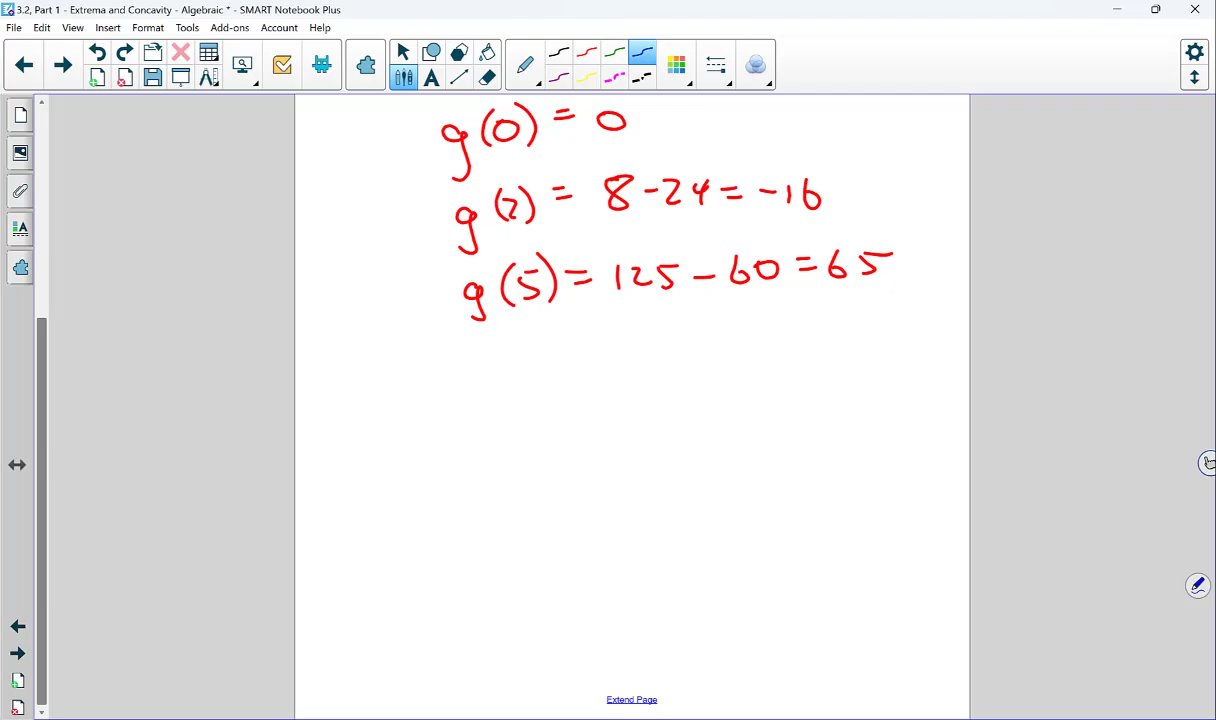 3.2, Part 1 - Extrema and Concavity - Algebraic * - SMART Notebook Plus
File Edit View Insert Format Tools Add-ons Account Help
g(0) = 0
g(2) = 8-24 = -16
g(5) = 125 - 60 = 65
Extend Page